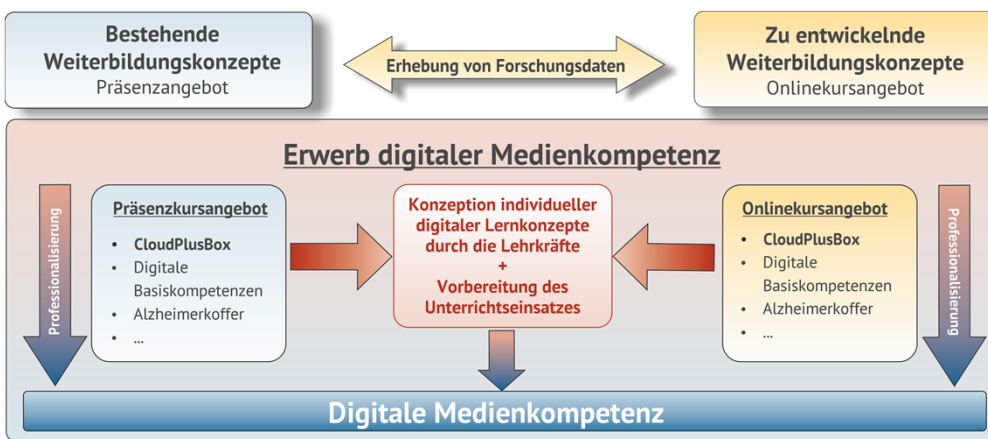 Bestehende
Weiterbildungskonzepte
Präsenzangebot
Erhebung von Forschungsdaten
Zu entwickelnde
Weiterbildungskonzepte
Onlinekursangebot
Erwerb digitaler Medienkompetenz
Professionalisierung
Präsenzkursangebot
• CloudPlusBox
• Digitale
Basiskompetenzen
• Alzheimerkoffer
• ...
Konzeption individueller
digitaler Lernkonzepte
durch die Lehrkräfte
+
Vorbereitung des
Unterrichtseinsatzes
Onlinekursangebot
• CloudPlusBox
• Digitale
Basiskompetenzen
• Alzheimerkoffer
• ...
Professionalisierung
Digitale Medienkompetenz